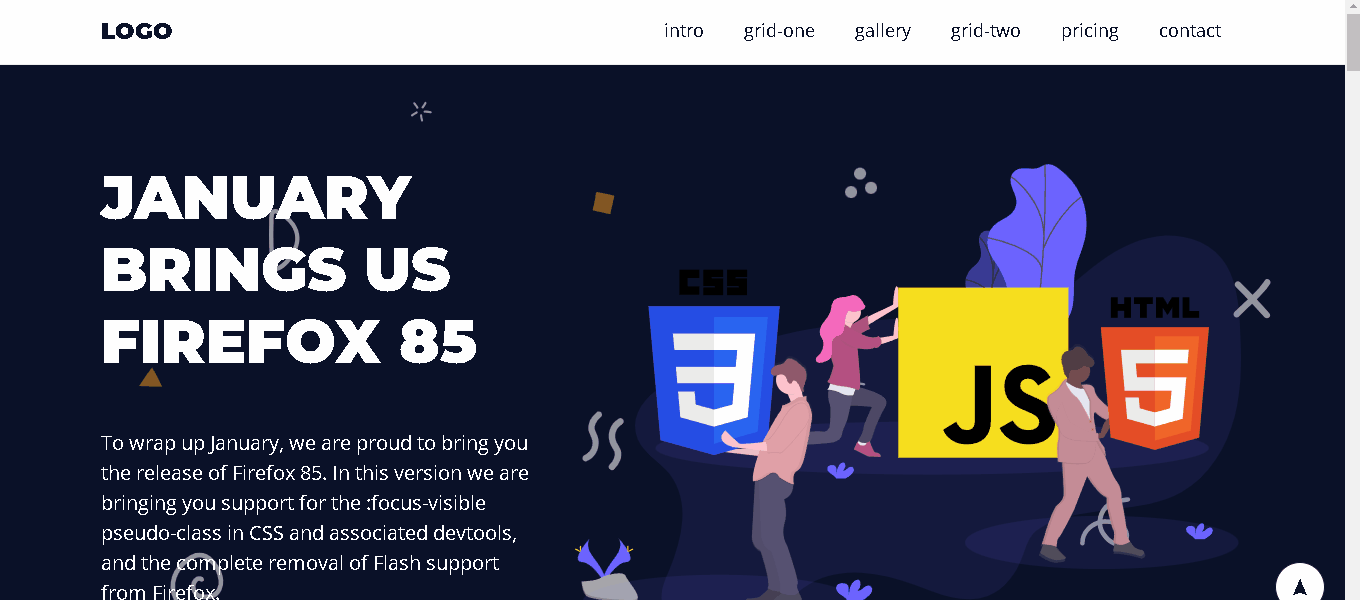 LOGO
intro grid-one gallery grid-two pricing contact
JANUARY
BRINGS US
FIREFOX 85
To wrap up January, we are proud to bring you
the release of Firefox 85. In this version we are
bringing you support for the :focus-visible
pseudo-class in CSS and associated devtools,
and the complete removal of Flash support
from Firefox.
CSS
3
JS
HTML
5